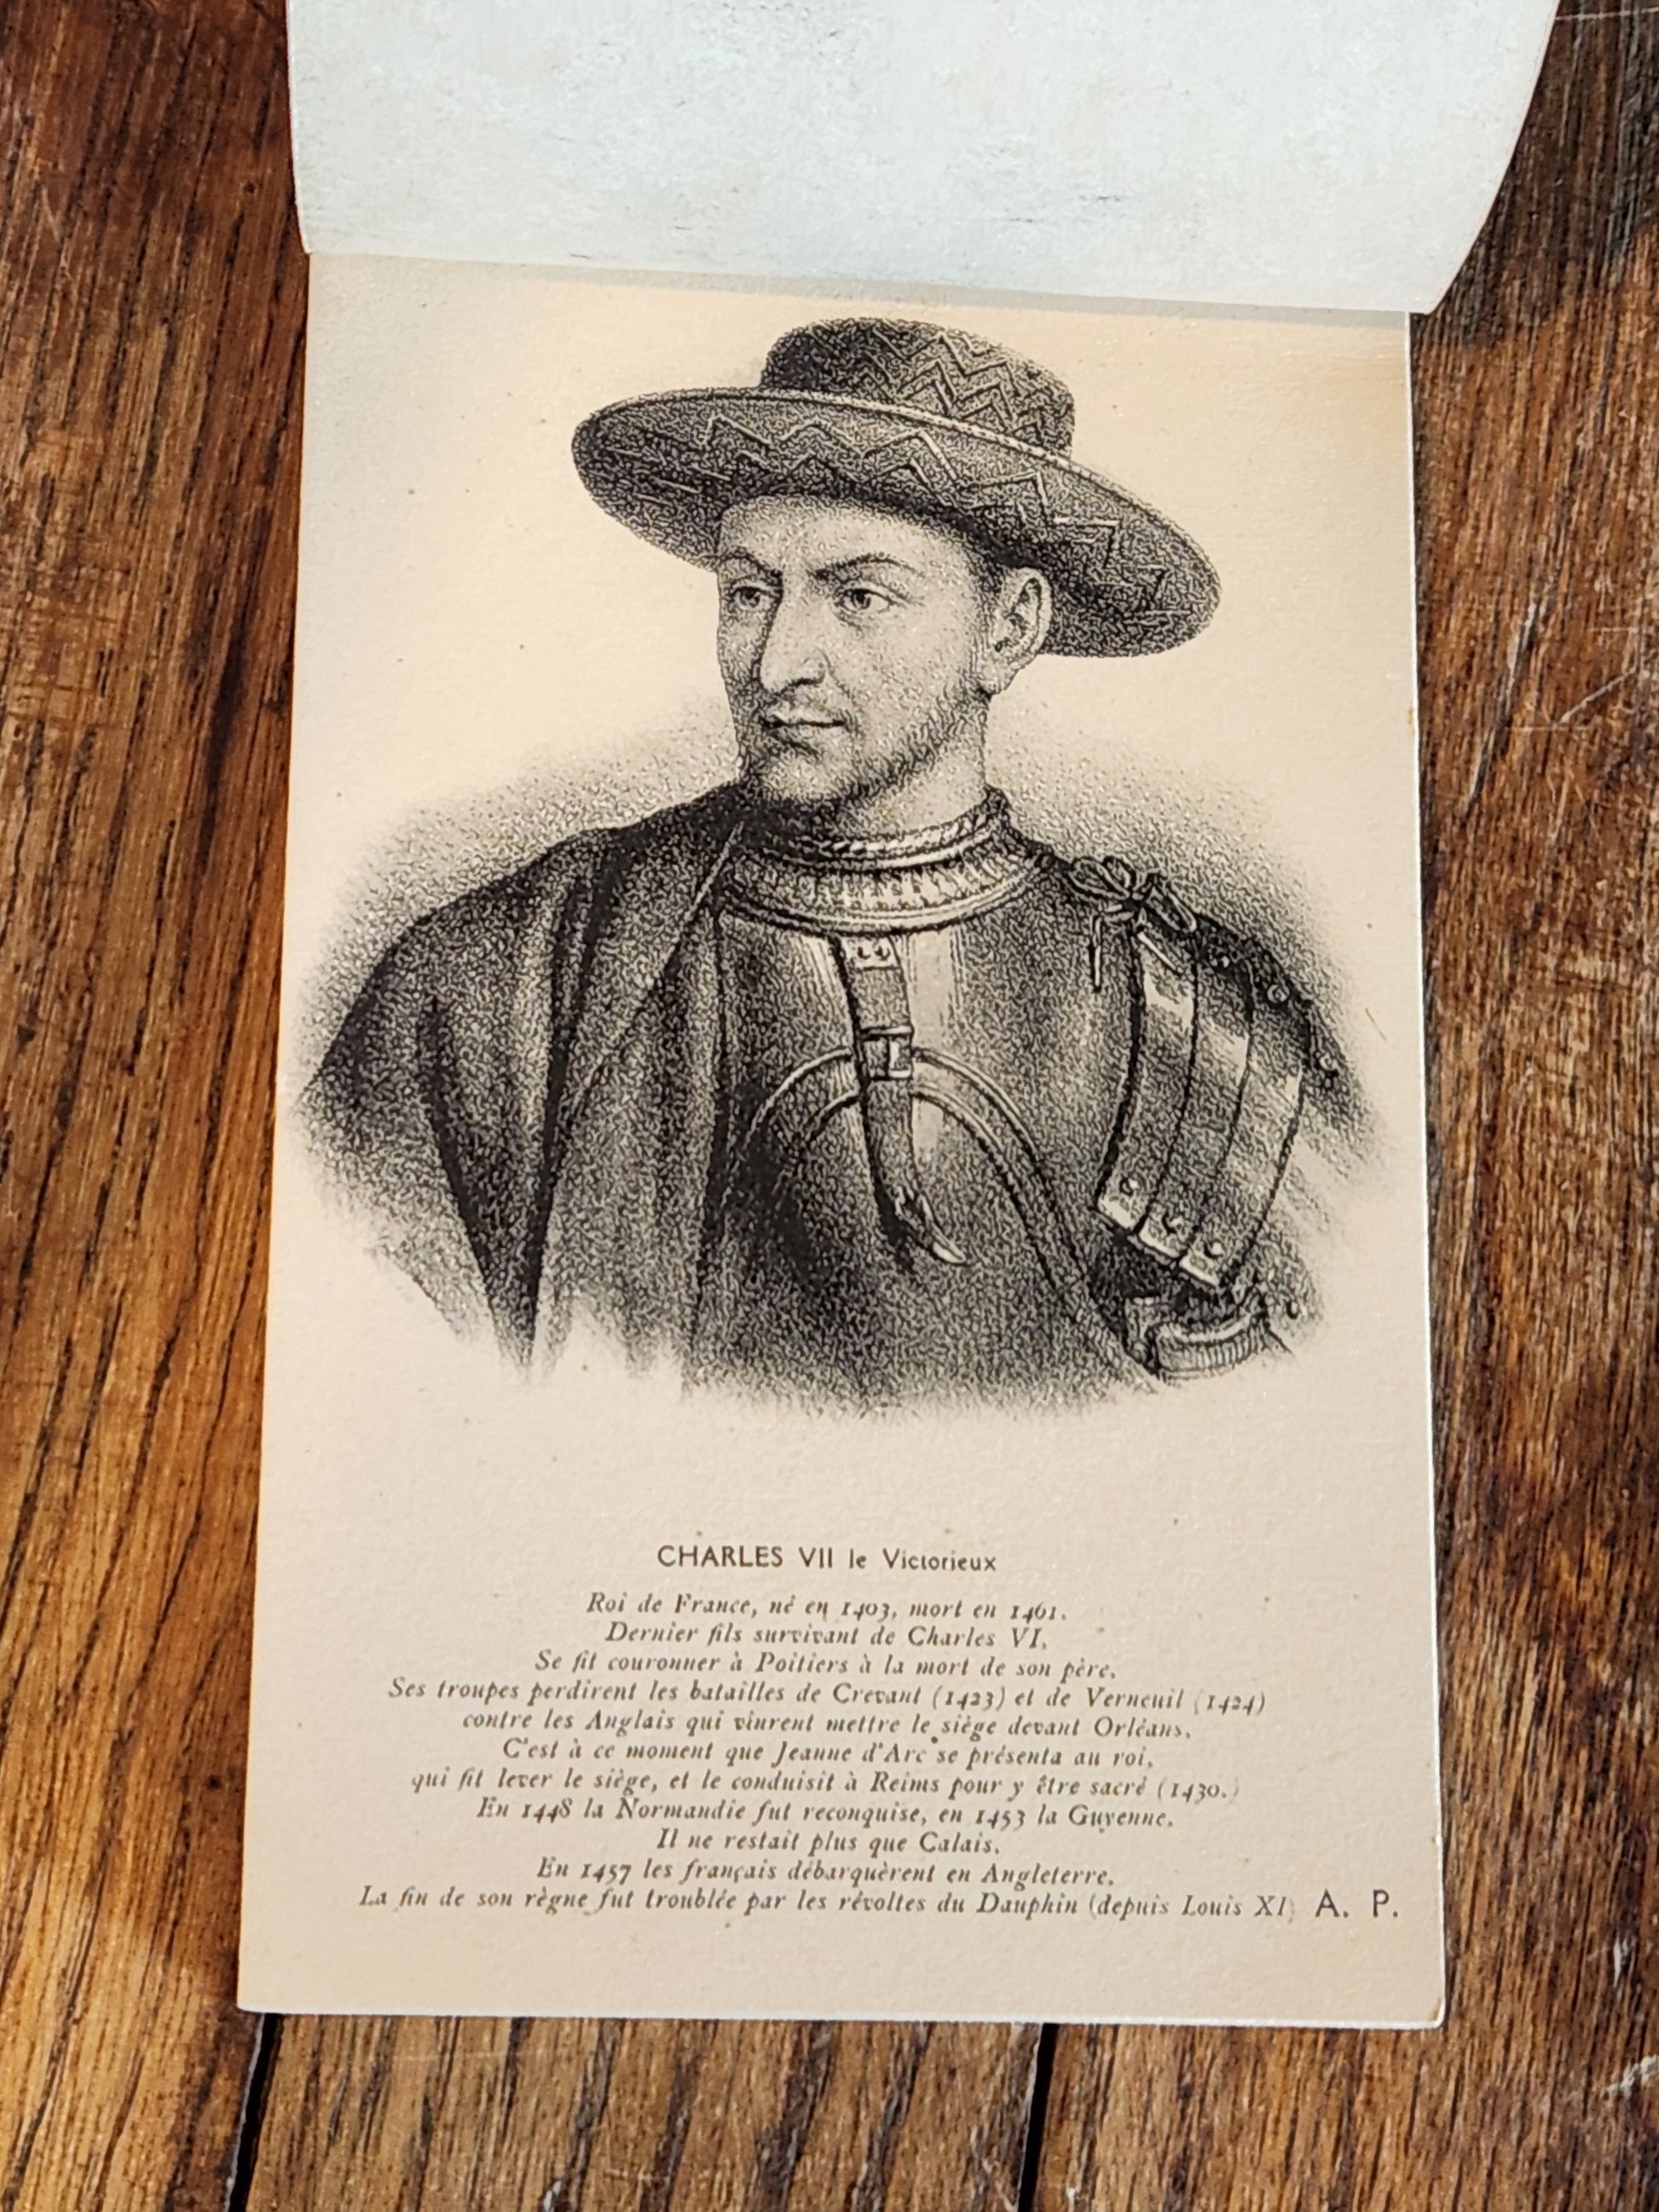 CHARLES VII le Victorieux
Roi de France, né en 1403, mort en 1461.
Dernier fils survivant de Charles VI.
Se fit couronner à Poitiers à la mort de son père.
Ses troupes perdirent les batailles de Crevant (1423) et de Verneuil (1424)
contre les Anglais qui vinrent mettre le siège devant Orléans.
C'est à ce moment que Jeanne d'Arc se présenta au roi,
qui fit lever le siège, et le conduisit à Reims pour y être sacré (1430.)
En 1448 la Normandie fut reconquise, en 1453 la Guyenne.
Il ne restait plus que Calais.
En 1457 les français débarquèrent en Angleterre.
La fin de son règne fut troublée par les révoltes du Dauphin (depuis Louis XI) A. P.